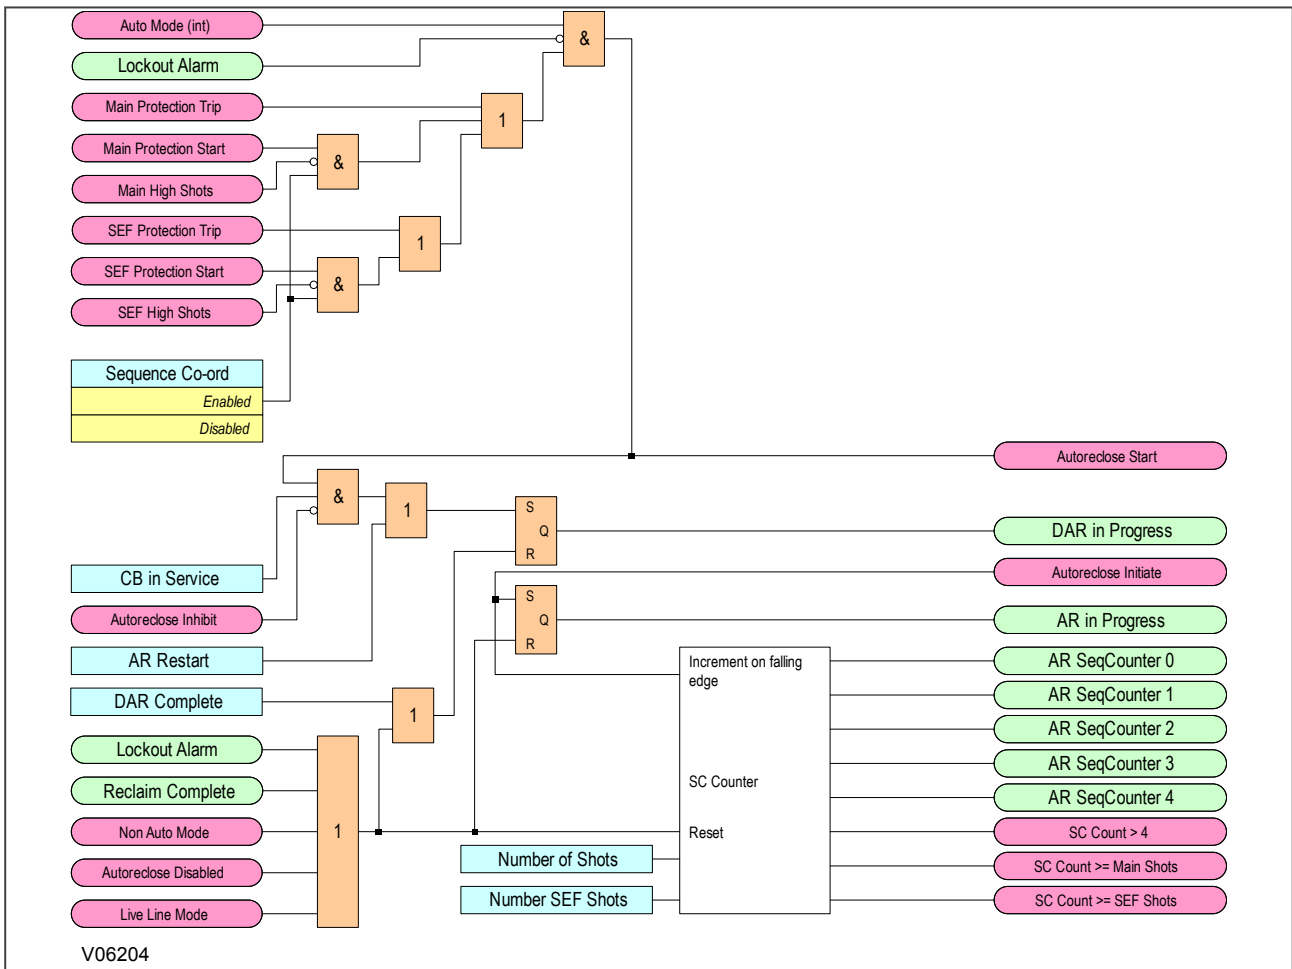 Auto Mode (int)
&
Lockout Alarm
Main Protection Trip
1
Main Protection Start
&
Main High Shots
SEF Protection Trip
1
SEF Protection Start
&
SEF High Shots
Sequence Co-ord
Enabled
Disabled
Autoreclose Start
&
1
S
Q
R
DAR in Progress
CB in Service
Autoreclose Initiate
Autoreclose Inhibit
S
Q
R
AR in Progress
AR Restart
Increment on falling
edge
AR SeqCounter 0
DAR Complete
1
AR SeqCounter 1
AR SeqCounter 2
Lockout Alarm
AR SeqCounter 3
Reclaim Complete
SC Counter
AR SeqCounter 4
Non Auto Mode
1
Reset
SC Count > 4
Number of Shots
SC Count >= Main Shots
Autoreclose Disabled
Number SEF Shots
SC Count >= SEF Shots
Live Line Mode
V06204